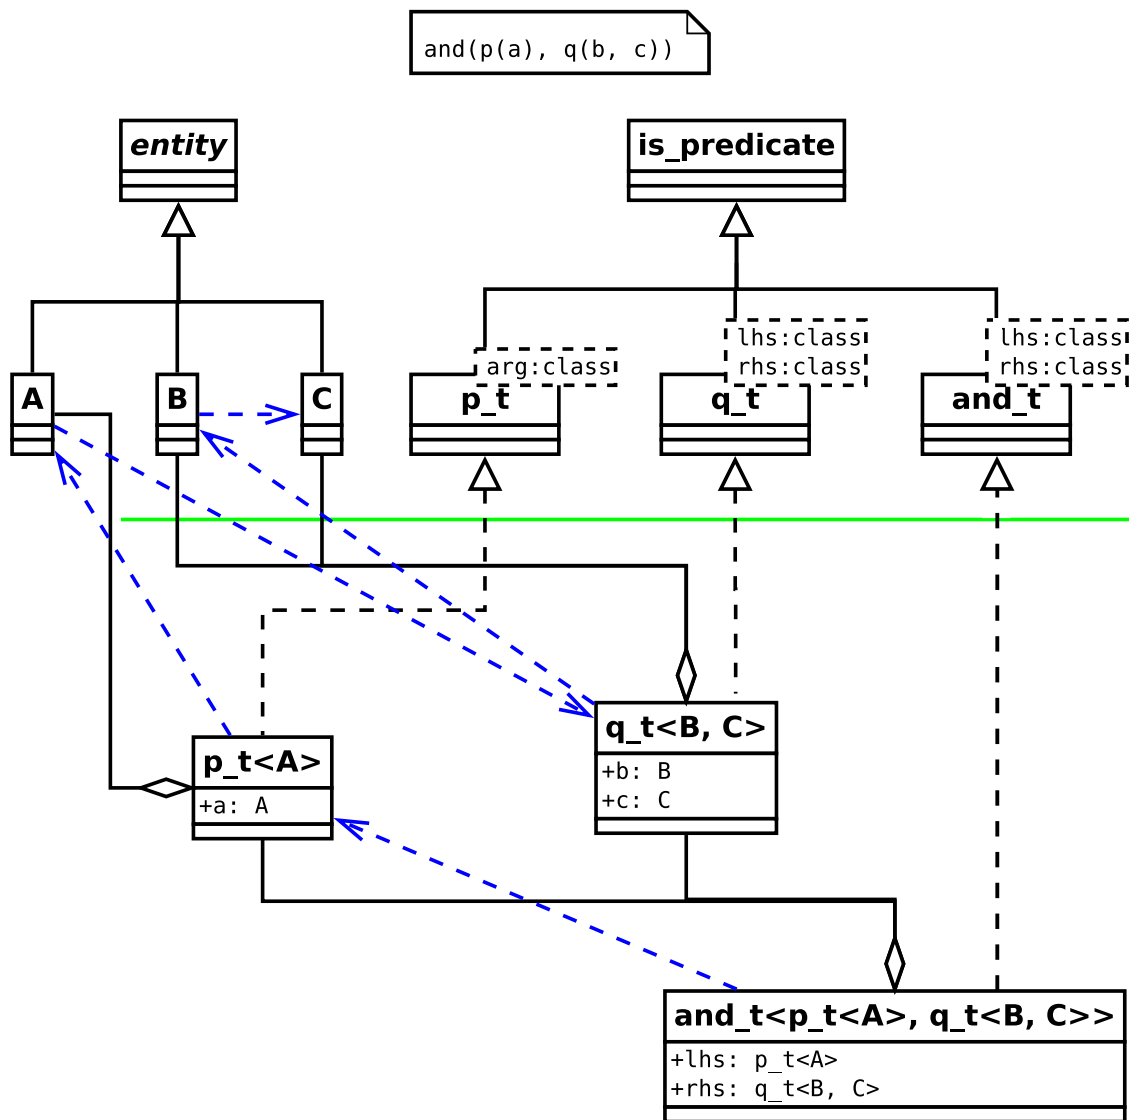 and(p(a), q(b, c))
entity
is_predicate
lhs:class
rhs:class
lhs:class
rhs:class
arg:class
A
B
C
p_t
q_t
and_t
q_t<B, C>
+b: B
+c: C
p_t<A>
+a: A
and_t<p_t<A>, q_t<B, C>>
+lhs: p_t<A>
+rhs: q_t<B, C>